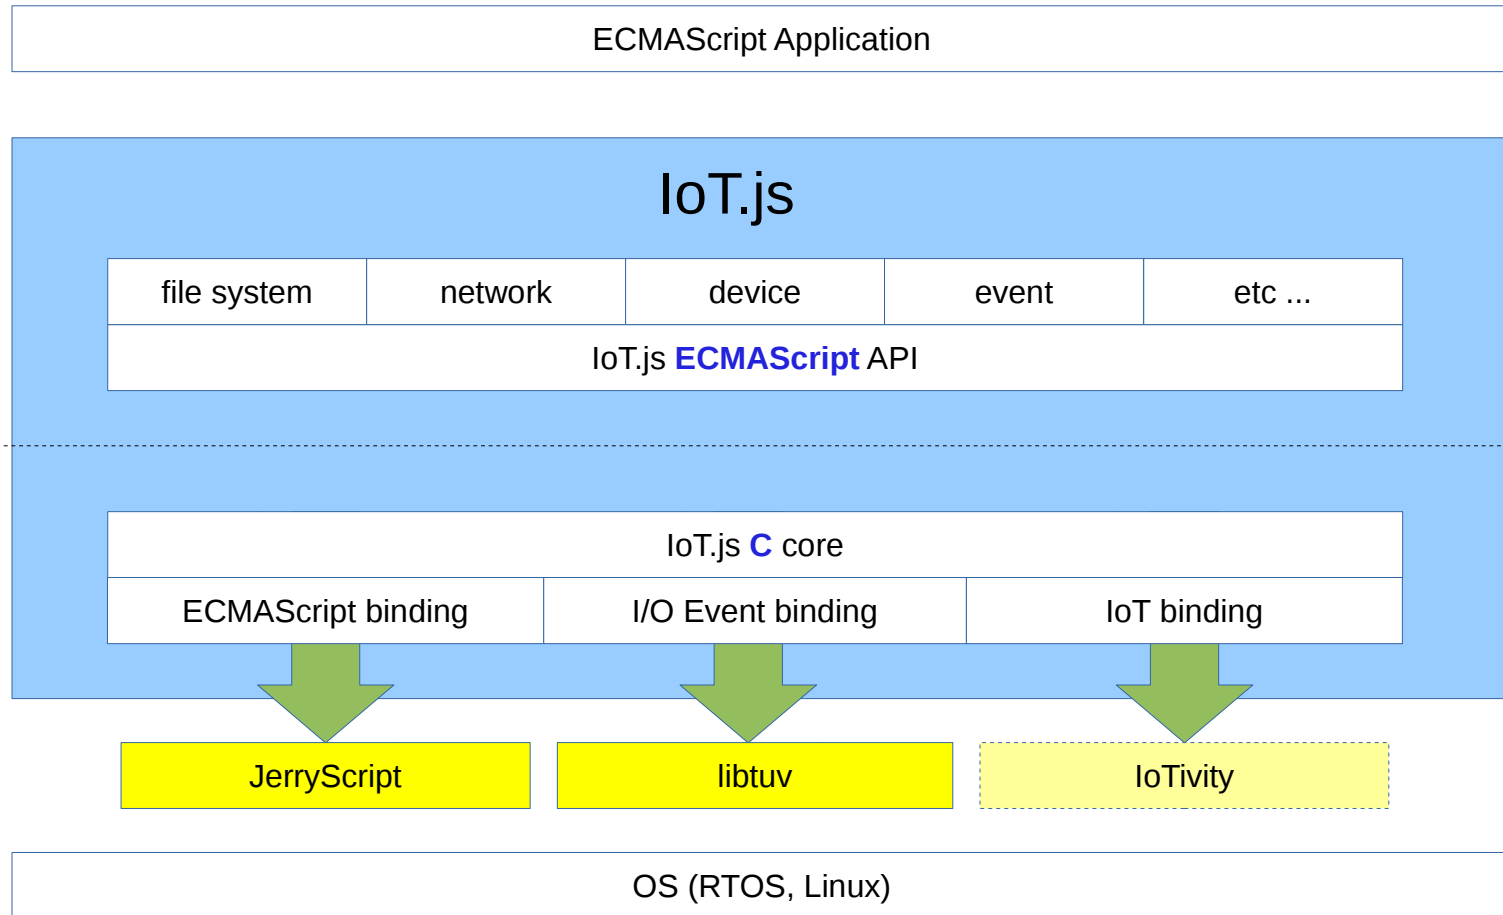 ECMAScript Application
IoT.js
file system network device event etc ...
IoT.js ECMAScript API
IoT.js C core
ECMAScript binding I/O Event binding IoT binding
JerryScript libtuv IoTivity
OS (RTOS, Linux)